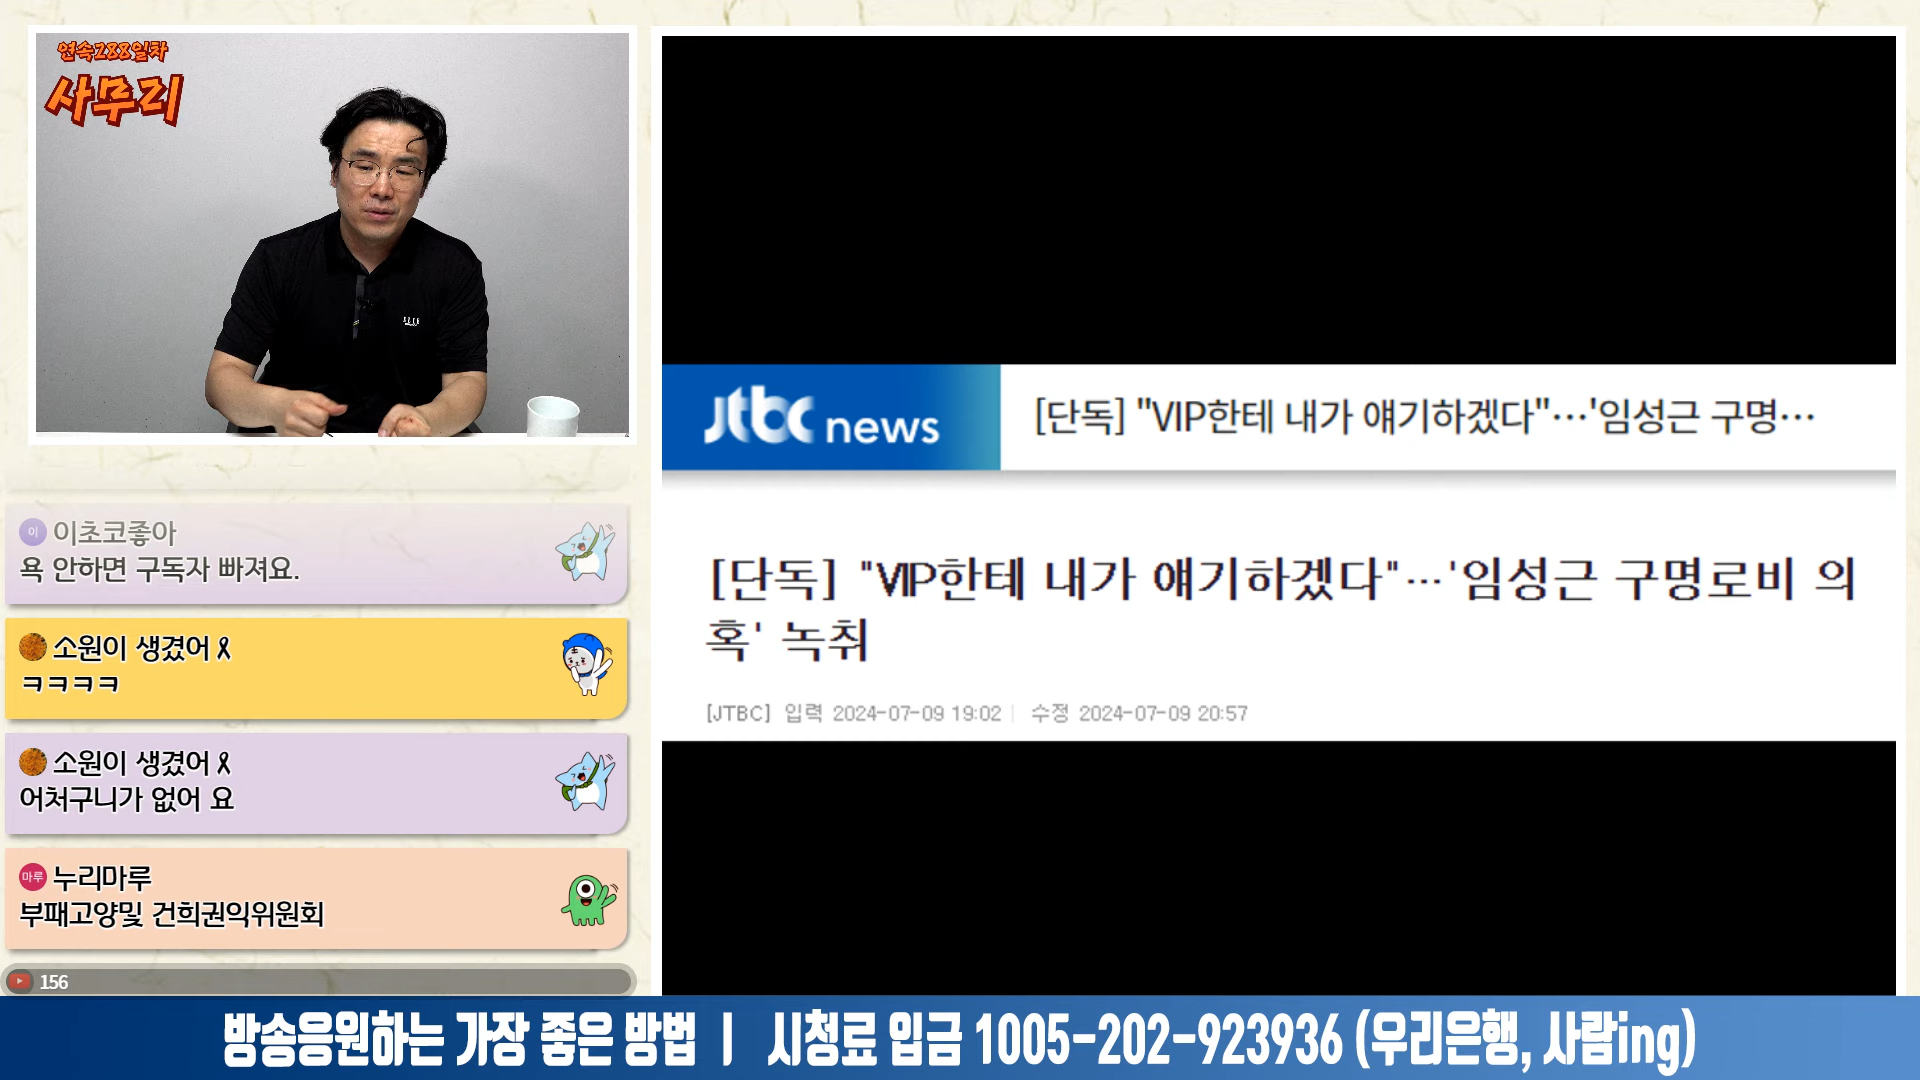 연속288일차
사무리
이 이초코좋아
욕 안하면 구독자 빠져요.
소원이 생겼어🎗
ㅋㅋㅋㅋ
소원이 생겼어🎗
어처구니가 없어 요
마루 누리마루
부패고양및 건희권익위원회
156
jtbc news
[단독] "VIP한테 내가 얘기하겠다"…'임성근 구명…
[단독] "VIP한테 내가 얘기하겠다"…'임성근 구명로비 의
혹' 녹취
[JTBC] 입력 2024-07-09 19:02 | 수정 2024-07-09 20:57
방송응원하는 가장 좋은 방법 | 시청료 입금 1005-202-923936 (우리은행, 사람ing)